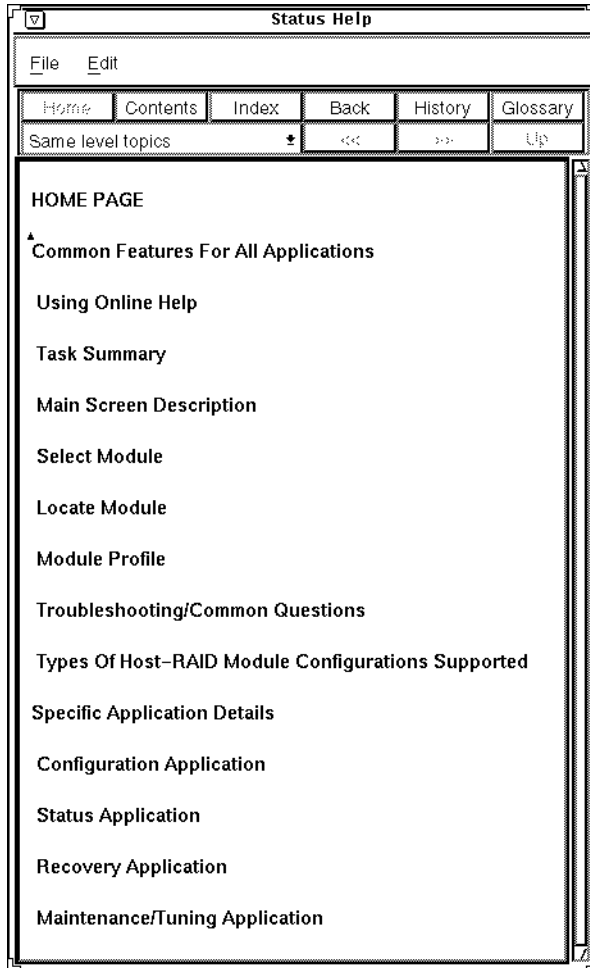 Status Help
File Edit
Home Contents Index Back History Glossary
Same level topics << >> Up
HOME PAGE
Common Features For All Applications
Using Online Help
Task Summary
Main Screen Description
Select Module
Locate Module
Module Profile
Troubleshooting/Common Questions
Types Of Host-RAID Module Configurations Supported
Specific Application Details
Configuration Application
Status Application
Recovery Application
Maintenance/Tuning Application